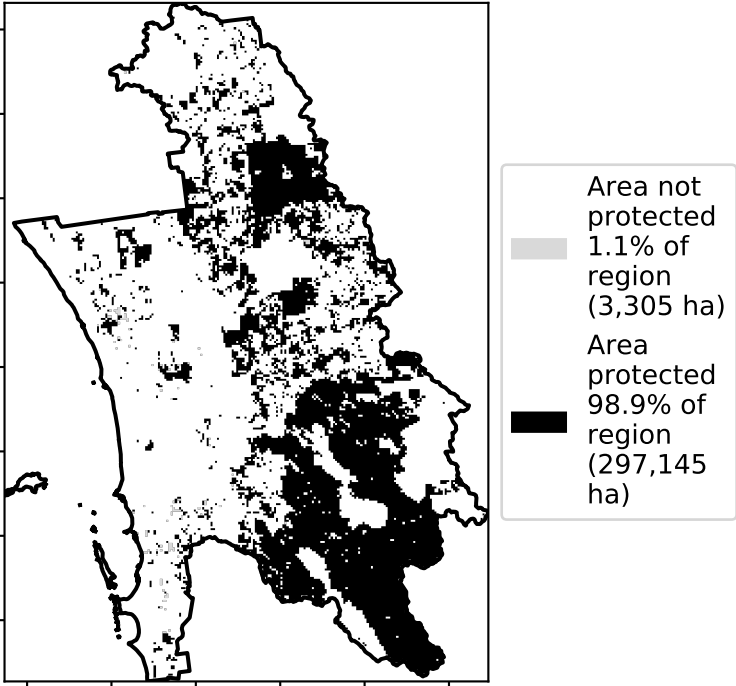 Area not
protected
1.1% of
region
(3,305 ha)
Area
protected
98.9% of
region
(297,145
ha)